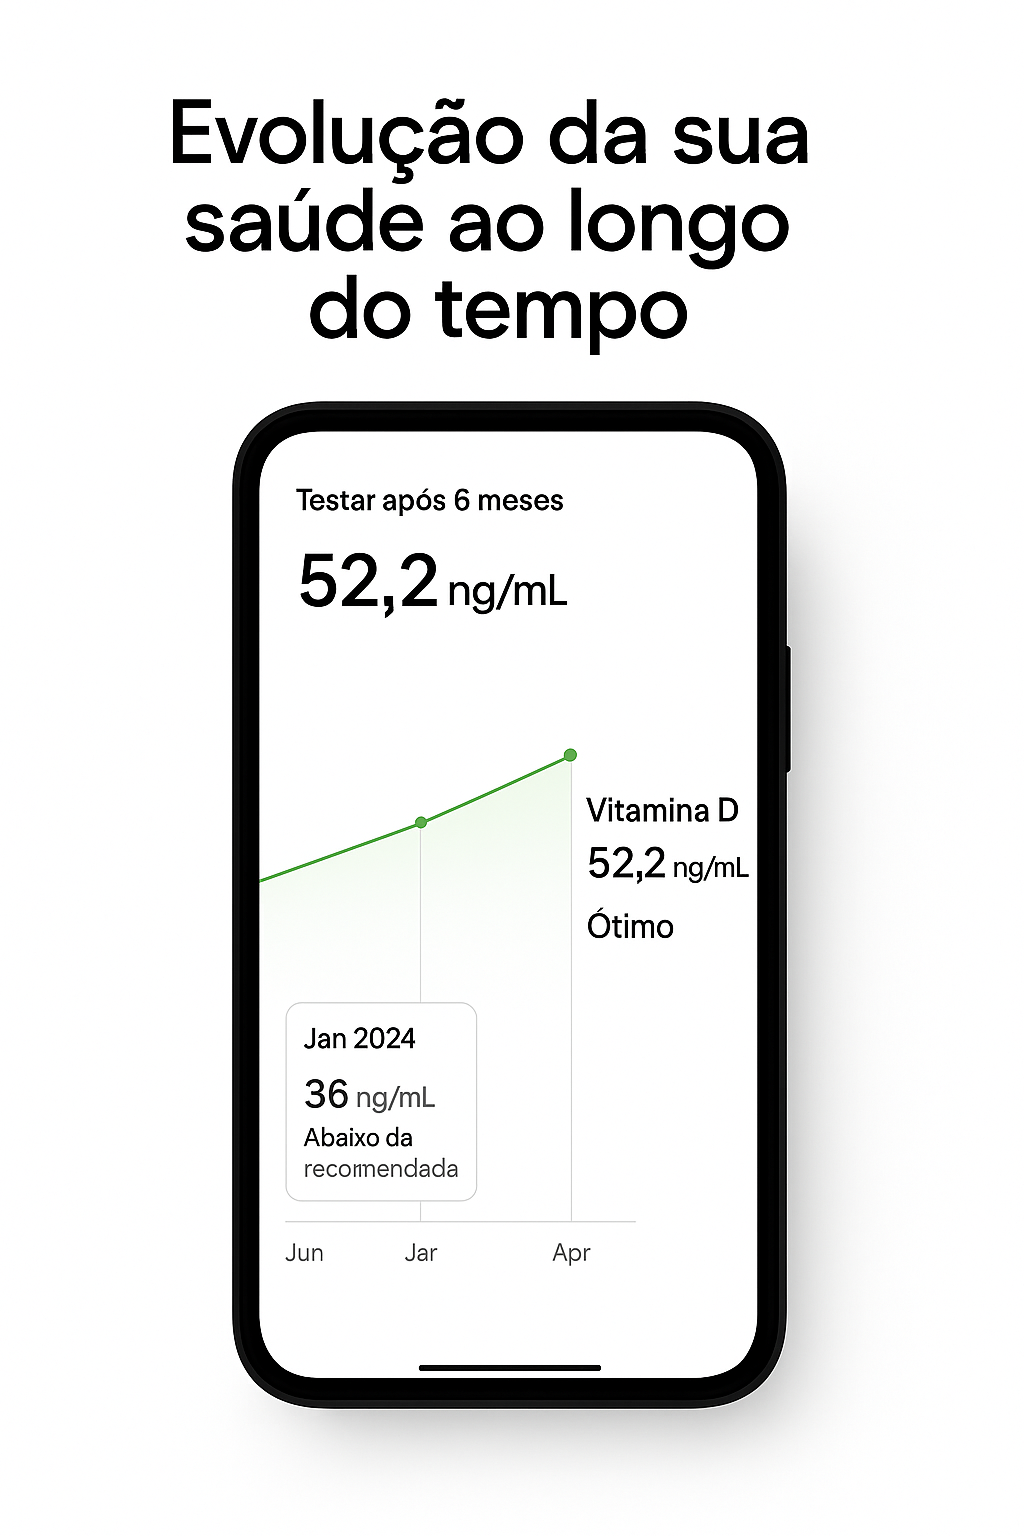 Evolução da sua
saúde ao longo
do tempo
Testar após 6 meses
52,2 ng/mL
Vitamina D
52,2 ng/mL
Ótimo
Jan 2024
36 ng/mL
Abaixo da
recomendada
Jun Jar Apr